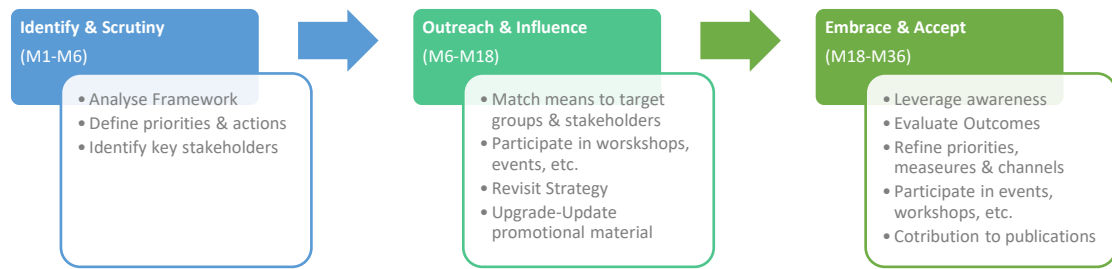 Identify & Scrutiny
(M1-M6)
• Analyse Framework
• Define priorities & actions
• Identify key stakeholders
Outreach & Influence
(M6-M18)
• Match means to target
groups & stakeholders
• Participate in worskshops,
events, etc.
• Revisit Strategy
• Upgrade-Update
promotional material
Embrace & Accept
(M18-M36)
• Leverage awareness
• Evaluate Outcomes
• Refine priorities,
measeures & channels
• Participate in events,
workshops, etc.
• Cotribution to publications